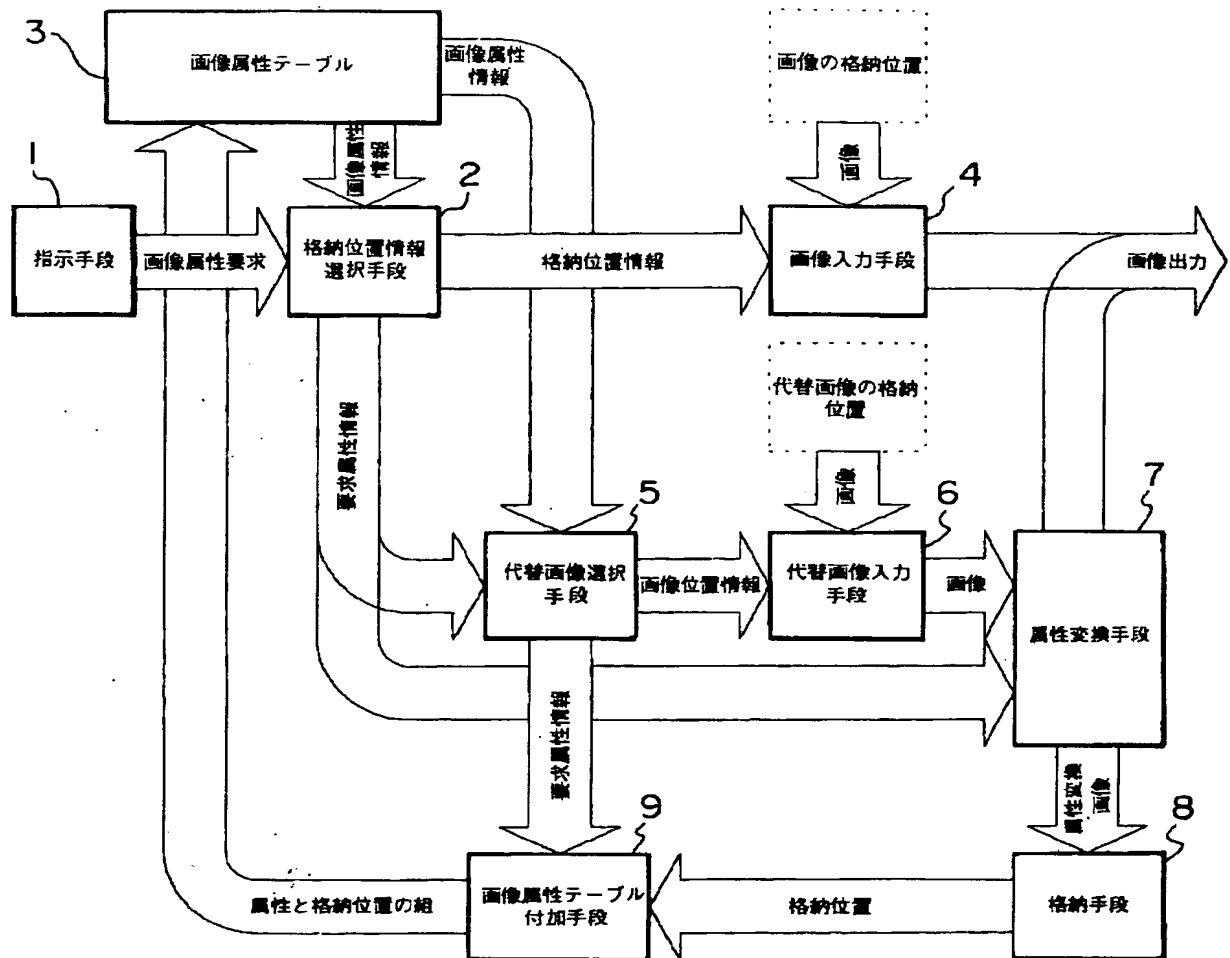 3
画像属性テーブル
画像属性
情報
画像の格納位置
画像属性
情報
画像
1
2
4
指示手段
画像属性要求
格納位置情報
選択手段
格納位置情報
画像入力手段
画像出力
代替画像の格納
位置
要求属性情報
画像
5
6
7
代替画像選択
手段
画像位置情報
代替画像入力
手段
画像
属性変換手段
要求属性情報
属性変換
画像
9
8
属性と格納位置の組
画像属性テーブル
付加手段
格納位置
格納手段